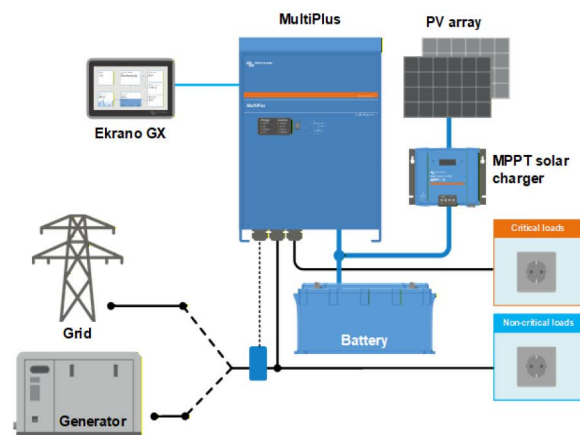 MultiPlus
PV array
Ekrano GX
MultiPlus
MPPT solar
charger
Critical loads
Grid
Battery
Non-critical loads
Generator